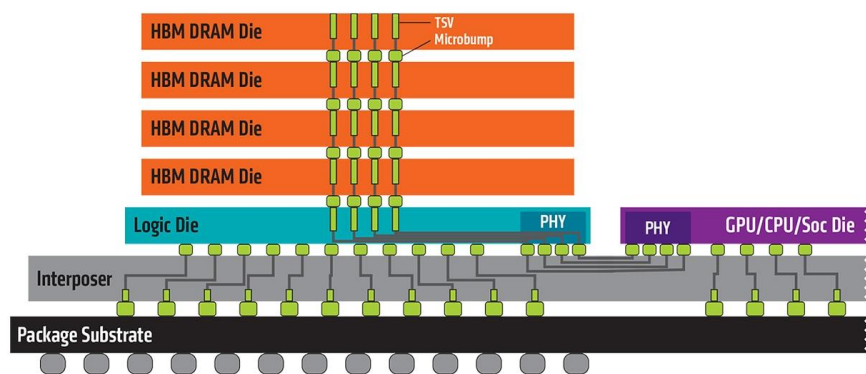 HBM DRAM Die
TSV
Microbump
HBM DRAM Die
HBM DRAM Die
HBM DRAM Die
Logic Die
PHY
PHY
GPU/CPU/Soc Die
Interposer
Package Substrate